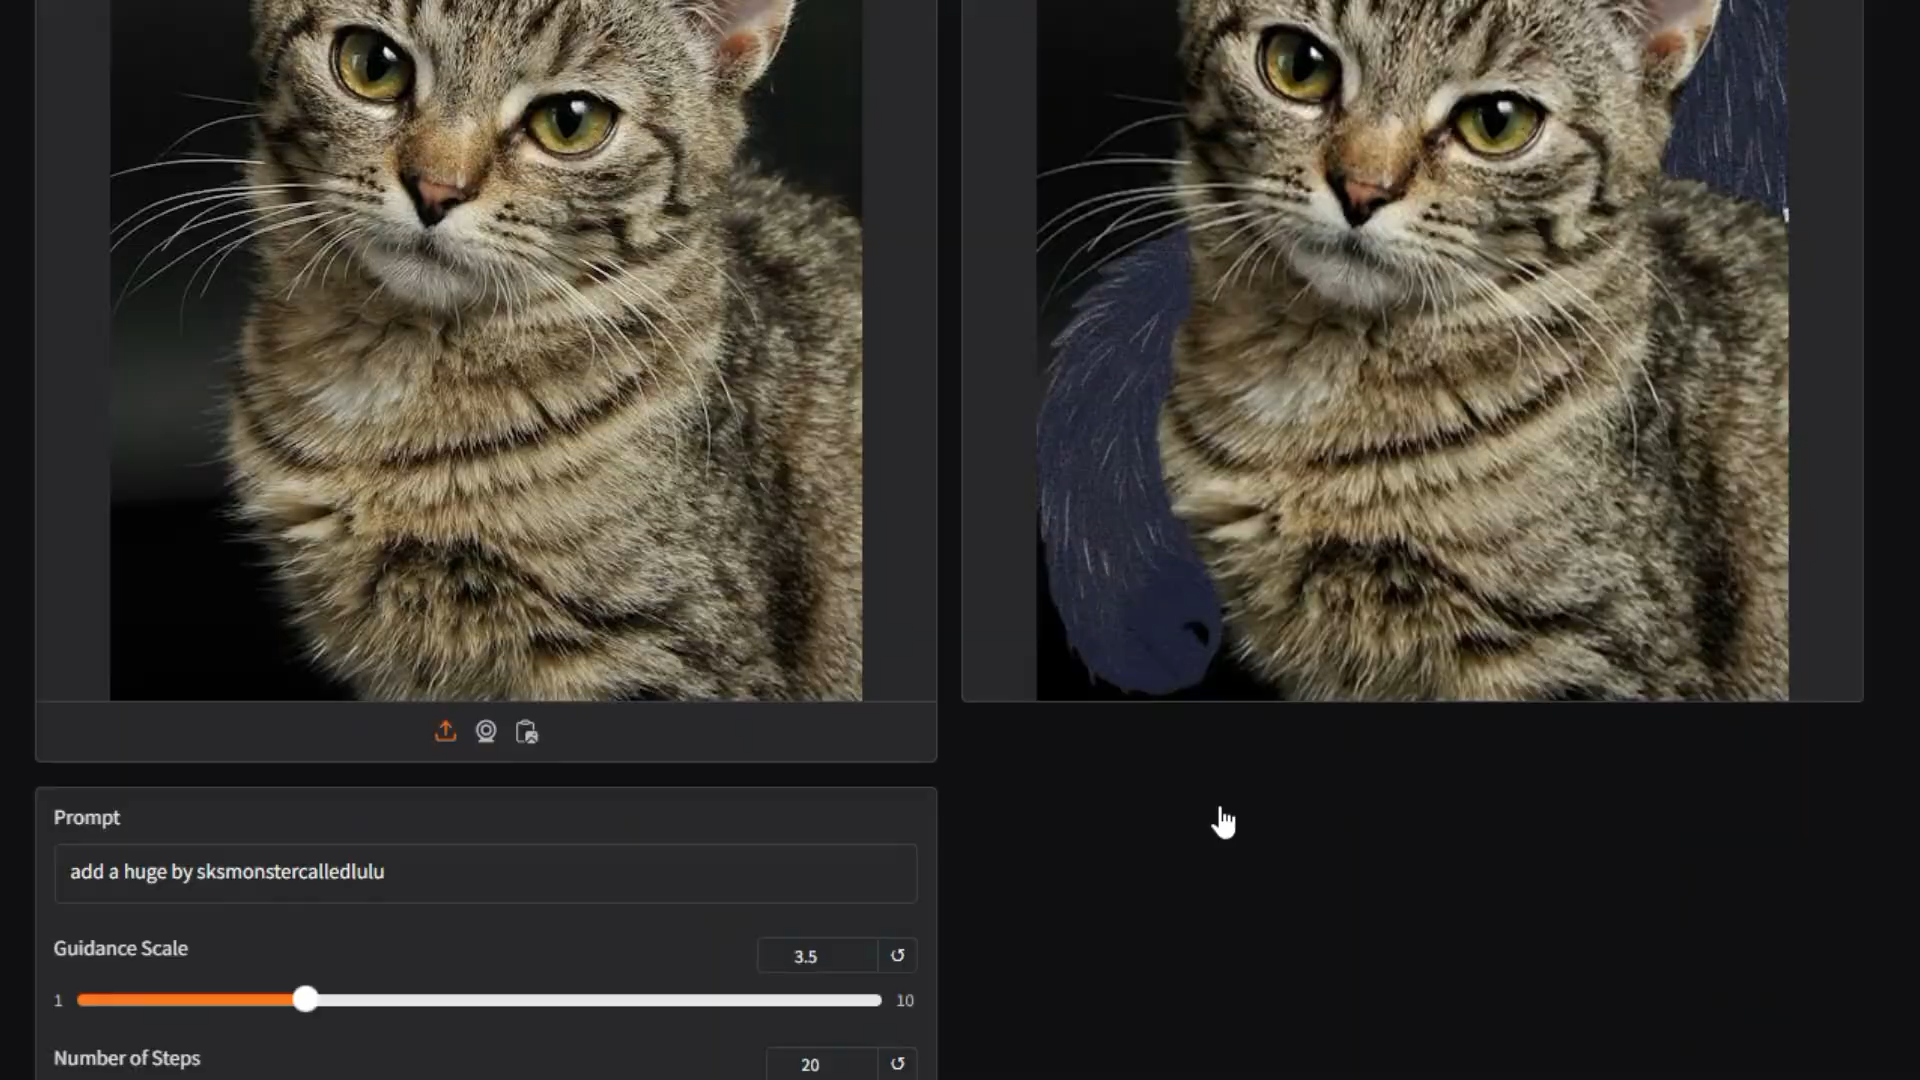 Prompt
add a huge by sksmonstercalledlulu
Guidance Scale
3.5
1
10
Number of Steps
20